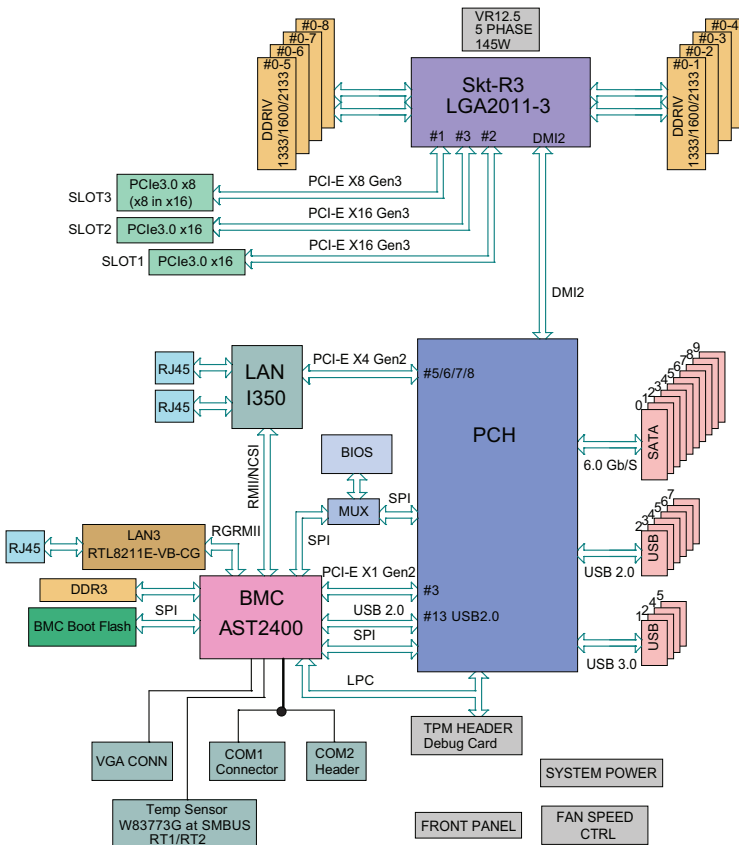 VR12.5
5 PHASE
145W
#0-8
#0-7
#0-6
#0-5
DDRIV
1333/1600/2133
#0-4
#0-3
#0-2
#0-1
DDRIV
1333/1600/2133
Skt-R3
LGA2011-3
#1 #3 #2 DMI2
SLOT3
PCIe3.0 x8
(x8 in x16)
PCI-E X8 Gen3
SLOT2
PCIe3.0 x16
PCI-E X16 Gen3
SLOT1
PCIe3.0 x16
PCI-E X16 Gen3
DMI2
RJ45
RJ45
LAN
I350
PCI-E X4 Gen2
#5/6/7/8
PCH
0 1 2 3 4 5 6 7 8 9
SATA
6.0 Gb/S
RMII/NCSI
BIOS
MUX
SPI
SPI
RJ45
LAN3
RTL8211E-VB-CG
RGRMII
2 3 4 5 6 7
USB
USB 2.0
DDR3
BMC Boot Flash
SPI
BMC
AST2400
PCI-E X1 Gen2
#3
USB 2.0
#13 USB2.0
SPI
1 2 4 5
USB
USB 3.0
LPC
TPM HEADER
Debug Card
VGA CONN
COM1
Connector
COM2
Header
Temp Sensor
W83773G at SMBUS
RT1/RT2
SYSTEM POWER
FRONT PANEL
FAN SPEED
CTRL